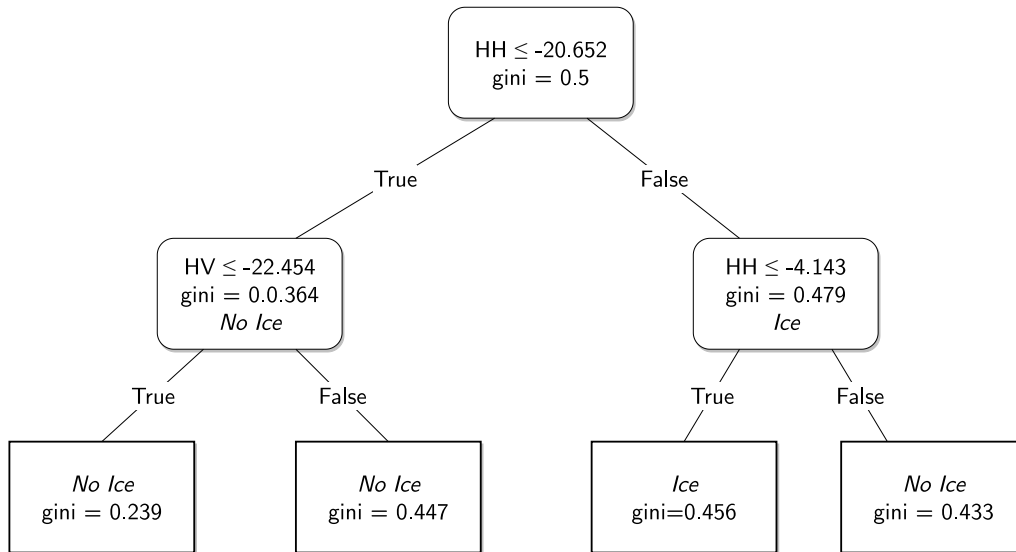 HH ≤ -20.652
gini = 0.5
True
False
HV ≤ -22.454
gini = 0.0.364
No Ice
HH ≤ -4.143
gini = 0.479
Ice
True
False
True
False
No Ice
gini = 0.239
No Ice
gini = 0.447
Ice
gini=0.456
No Ice
gini = 0.433